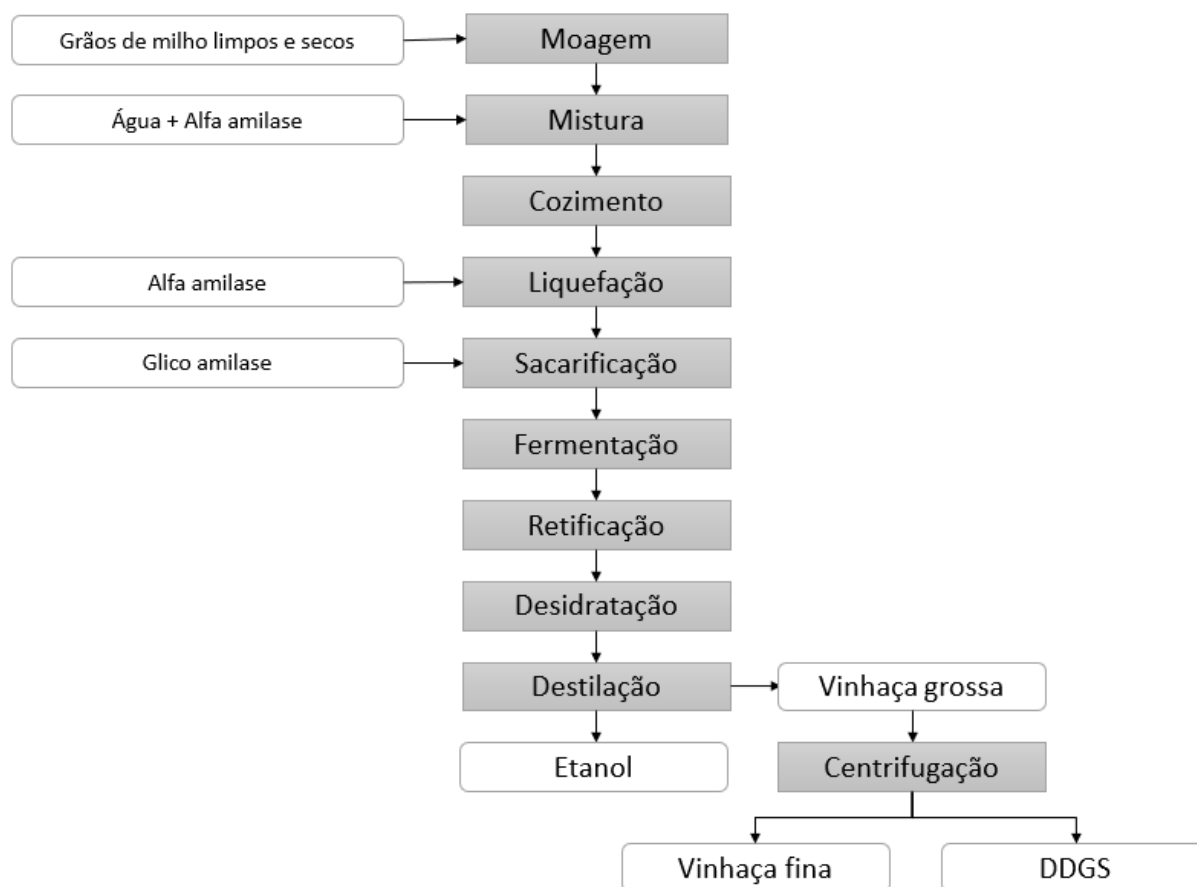 Grãos de milho limpos e secos
Moagem
Água + Alfa amilase
Mistura
Cozimento
Alfa amilase
Liquefação
Glico amilase
Sacarificação
Fermentação
Retificação
Desidratação
Destilação
Vinhaça grossa
Etanol
Centrifugação
Vinhaça fina
DDGS